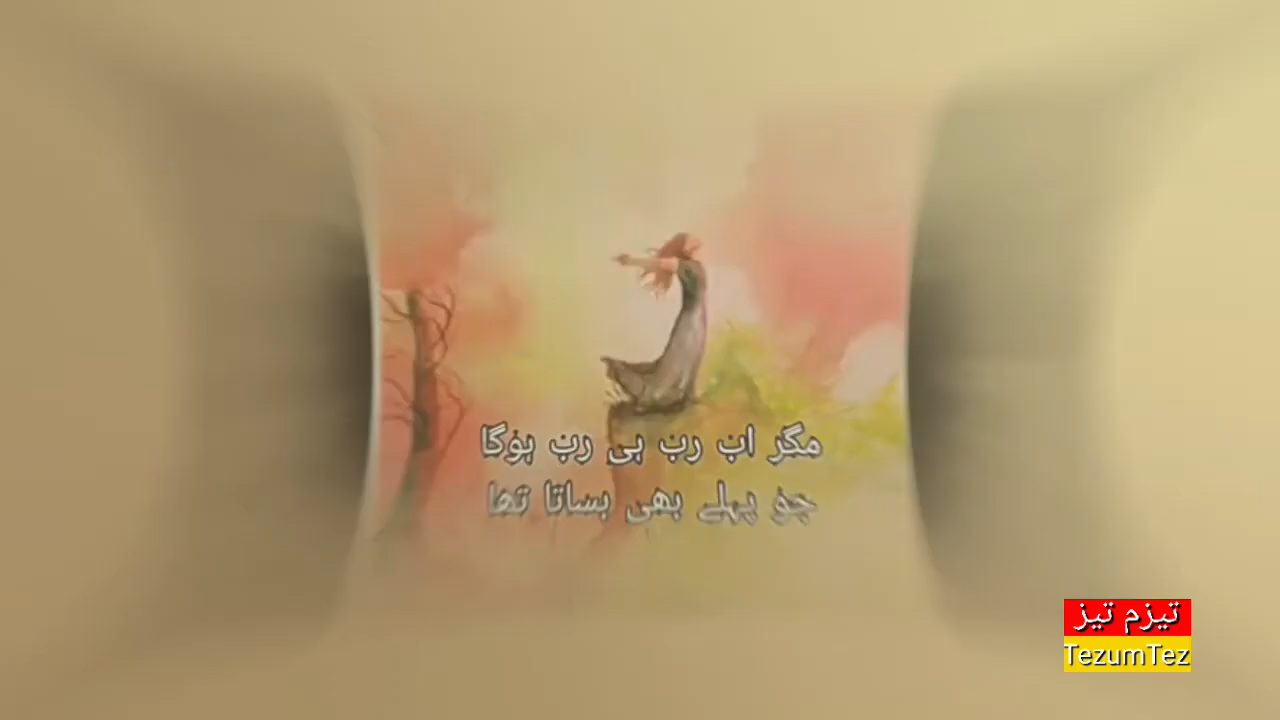 مگر اب رب ہی رب ہوگا
جو پہلے بھی بساتا تھا
تیزم تیز
TezumTez